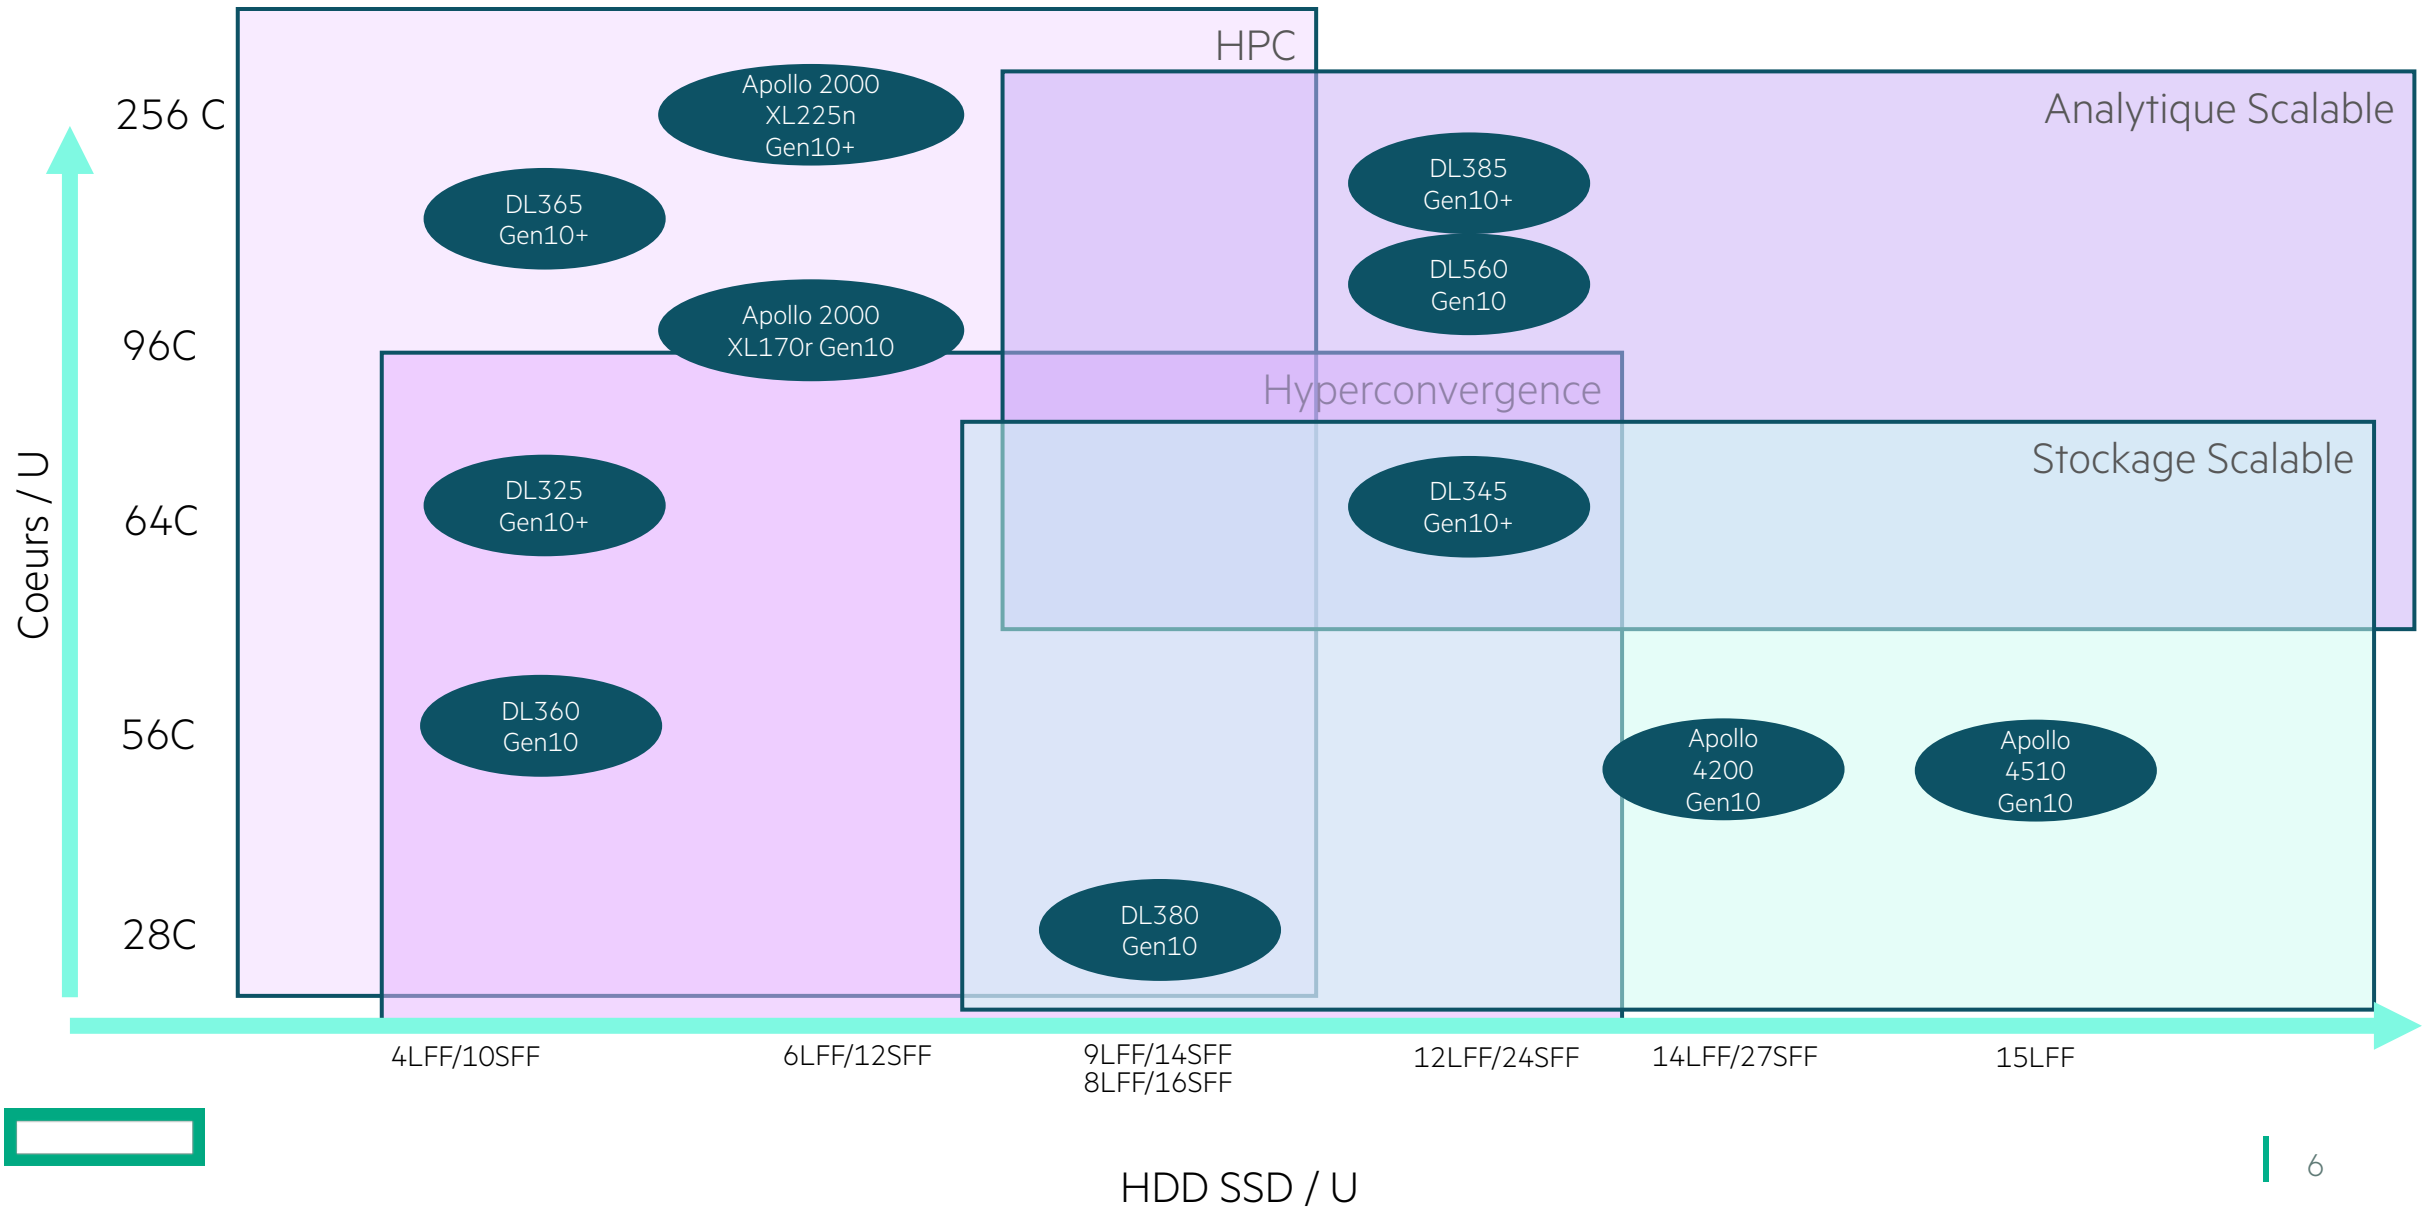 HPC
Analytique Scalable
Hyperconvergence
Stockage Scalable
256 C
96C
64C
56C
28C
Coeurs / U
Apollo 2000
XL225n
Gen10+
DL365
Gen10+
DL385
Gen10+
DL560
Gen10
Apollo 2000
XL170r Gen10
DL325
Gen10+
DL345
Gen10+
DL360
Gen10
Apollo
4200
Gen10
Apollo
4510
Gen10
DL380
Gen10
4LFF/10SFF
6LFF/12SFF
9LFF/14SFF
8LFF/16SFF
12LFF/24SFF
14LFF/27SFF
15LFF
HDD SSD / U
6